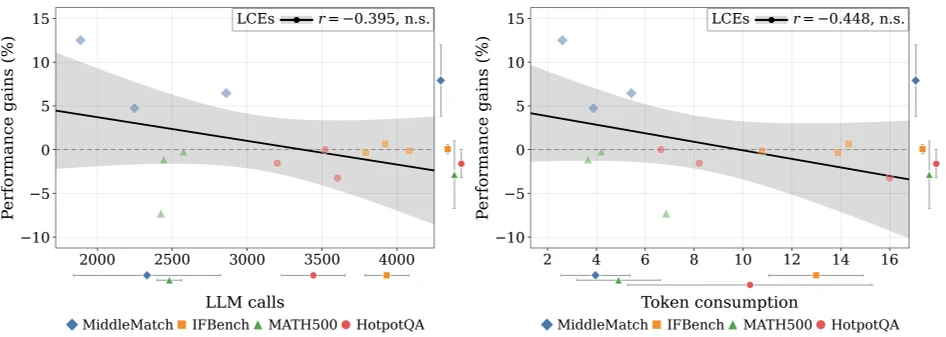 LCEs r = −0.395, n.s.
15
10
5
0
−5
−10
Performance gains (%)
2000 2500 3000 3500 4000
LLM calls
MiddleMatch IFBench MATH500 HotpotQA
LCEs r = −0.448, n.s.
15
10
5
0
−5
−10
Performance gains (%)
2 4 6 8 10 12 14 16
Token consumption
MiddleMatch IFBench MATH500 HotpotQA